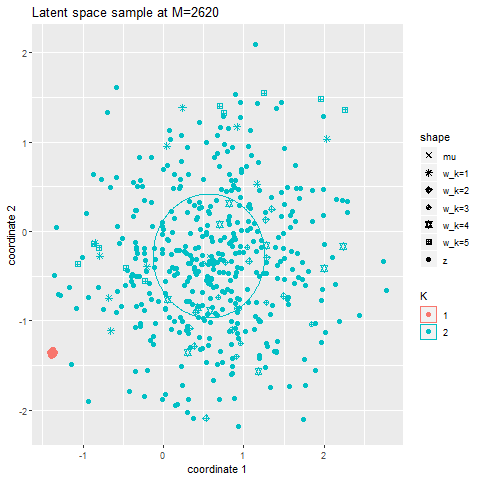 Latent space sample at M=2620
2
1
0
-1
-2
-1
0
1
2
coordinate 1
coordinate 2
shape
mu
w_k=1
w_k=2
w_k=3
w_k=4
w_k=5
z
K
1
2